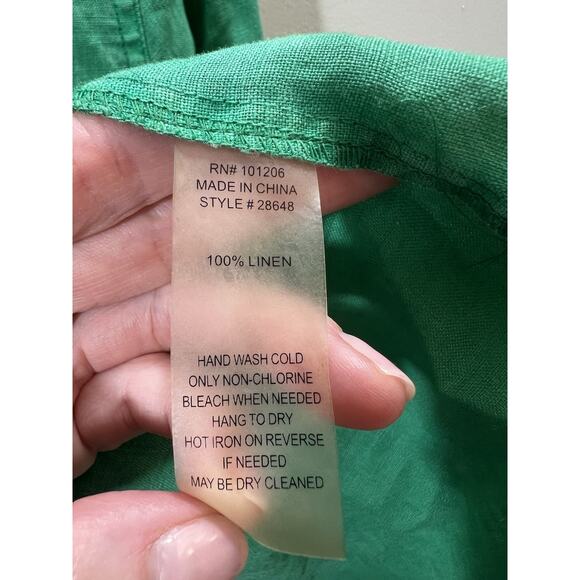 RN# 101206
MADE IN CHINA
STYLE # 28648
100% LINEN
HAND WASH COLD
ONLY NON-CHLORINE
BLEACH WHEN NEEDED
HANG TO DRY
HOT IRON ON REVERSE
IF NEEDED
MAY BE DRY CLEANED